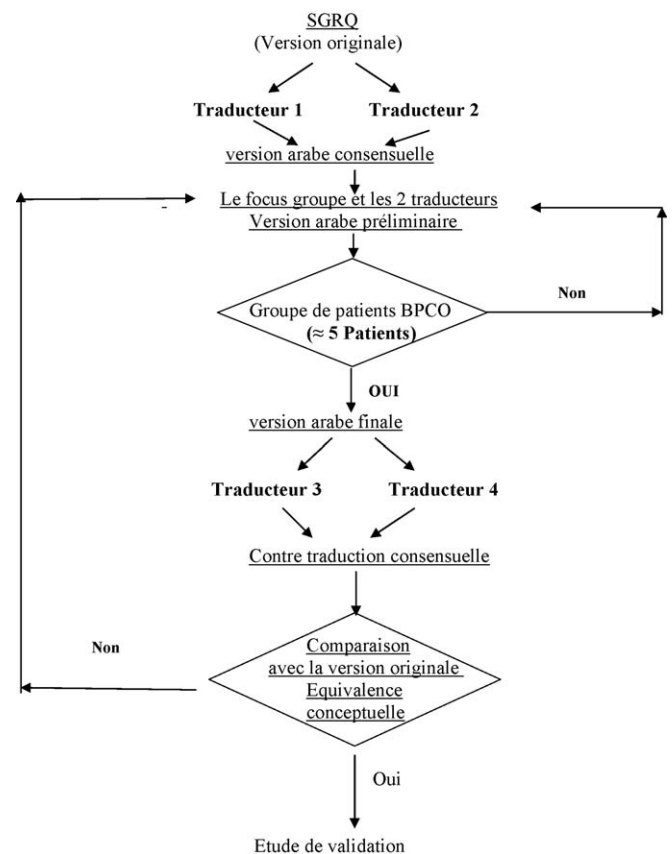 SGRQ
(Version originale)
Traducteur 1
Traducteur 2
version arabe consensuelle
Le focus groupe et les 2 traducteurs
Version arabe préliminaire
Groupe de patients BPCO
(≈ 5 Patients)
Non
OUI
version arabe finale
Traducteur 3
Traducteur 4
Contre traduction consensuelle
Comparaison
avec la version originale
Equivalence
conceptuelle
Non
Oui
Etude de validation